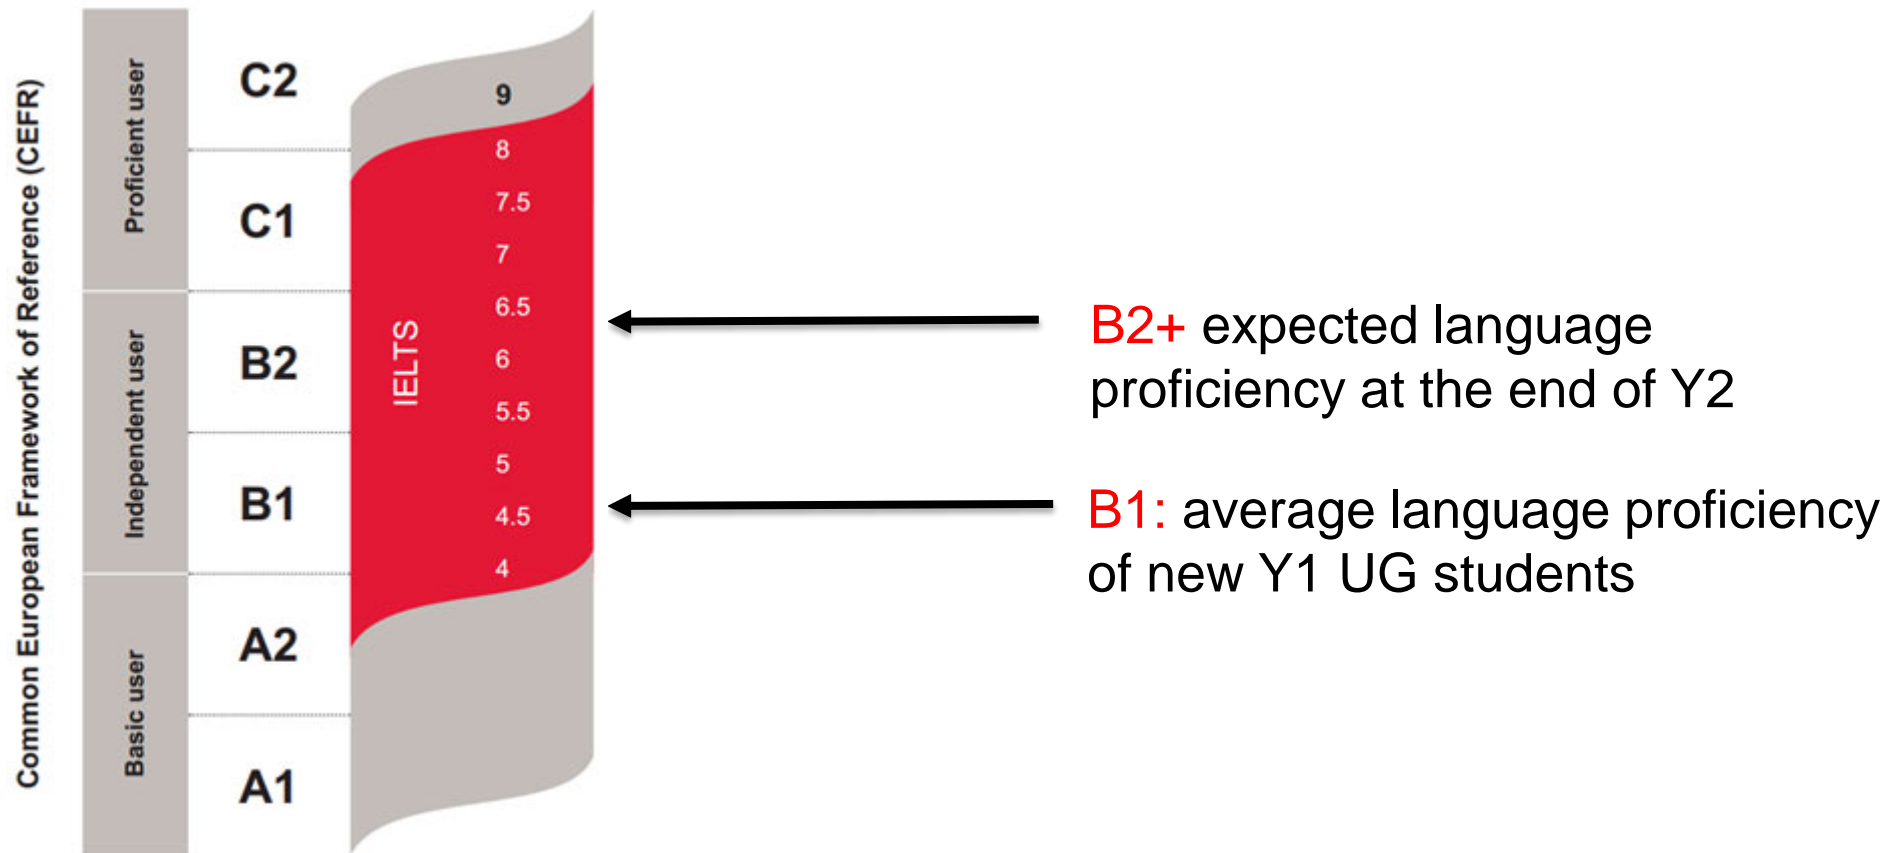 Common European Framework of Reference (CEFR)
Proficient user
Independent user
Basic user
C2
C1
B2
B1
A2
A1
IELTS
9
8
7.5
7
6.5
6
5.5
5
4.5
4
B2+ expected language
proficiency at the end of Y2
B1: average language proficiency
of new Y1 UG students